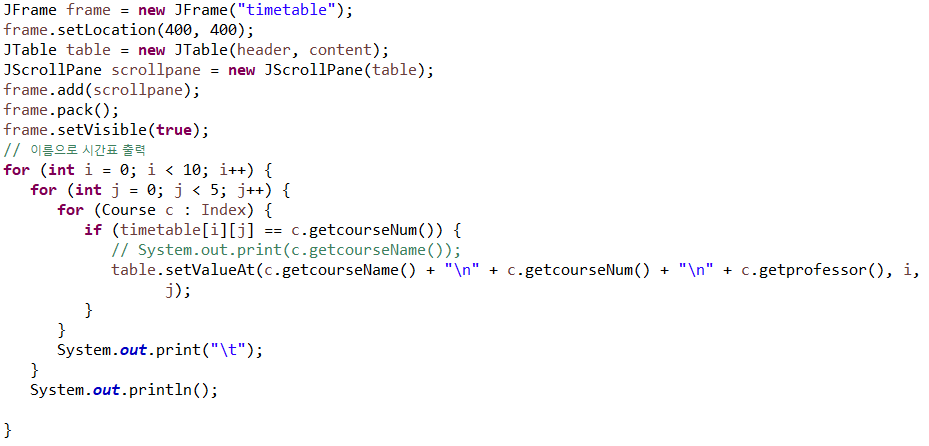 JFrame frame = new JFrame("timetable");
frame.setLocation(400, 400);
JTable table = new JTable(header, content);
JScrollPane scrollpane = new JScrollPane(table);
frame.add(scrollpane);
frame.pack();
frame.setVisible(true);
// 이름으로 시간표 출력
for (int i = 0; i < 10; i++) {
    for (int j = 0; j < 5; j++) {
        for (Course c : Index) {
            if (timetable[i][j] == c.getcourseNum()) {
                // System.out.print(c.getcourseName());
                table.setValueAt(c.getcourseName() + "\n" + c.getcourseNum() + "\n" + c.getprofessor(), i,
                        j);
            }
        }
        System.out.print("\t");
    }
    System.out.println();
}